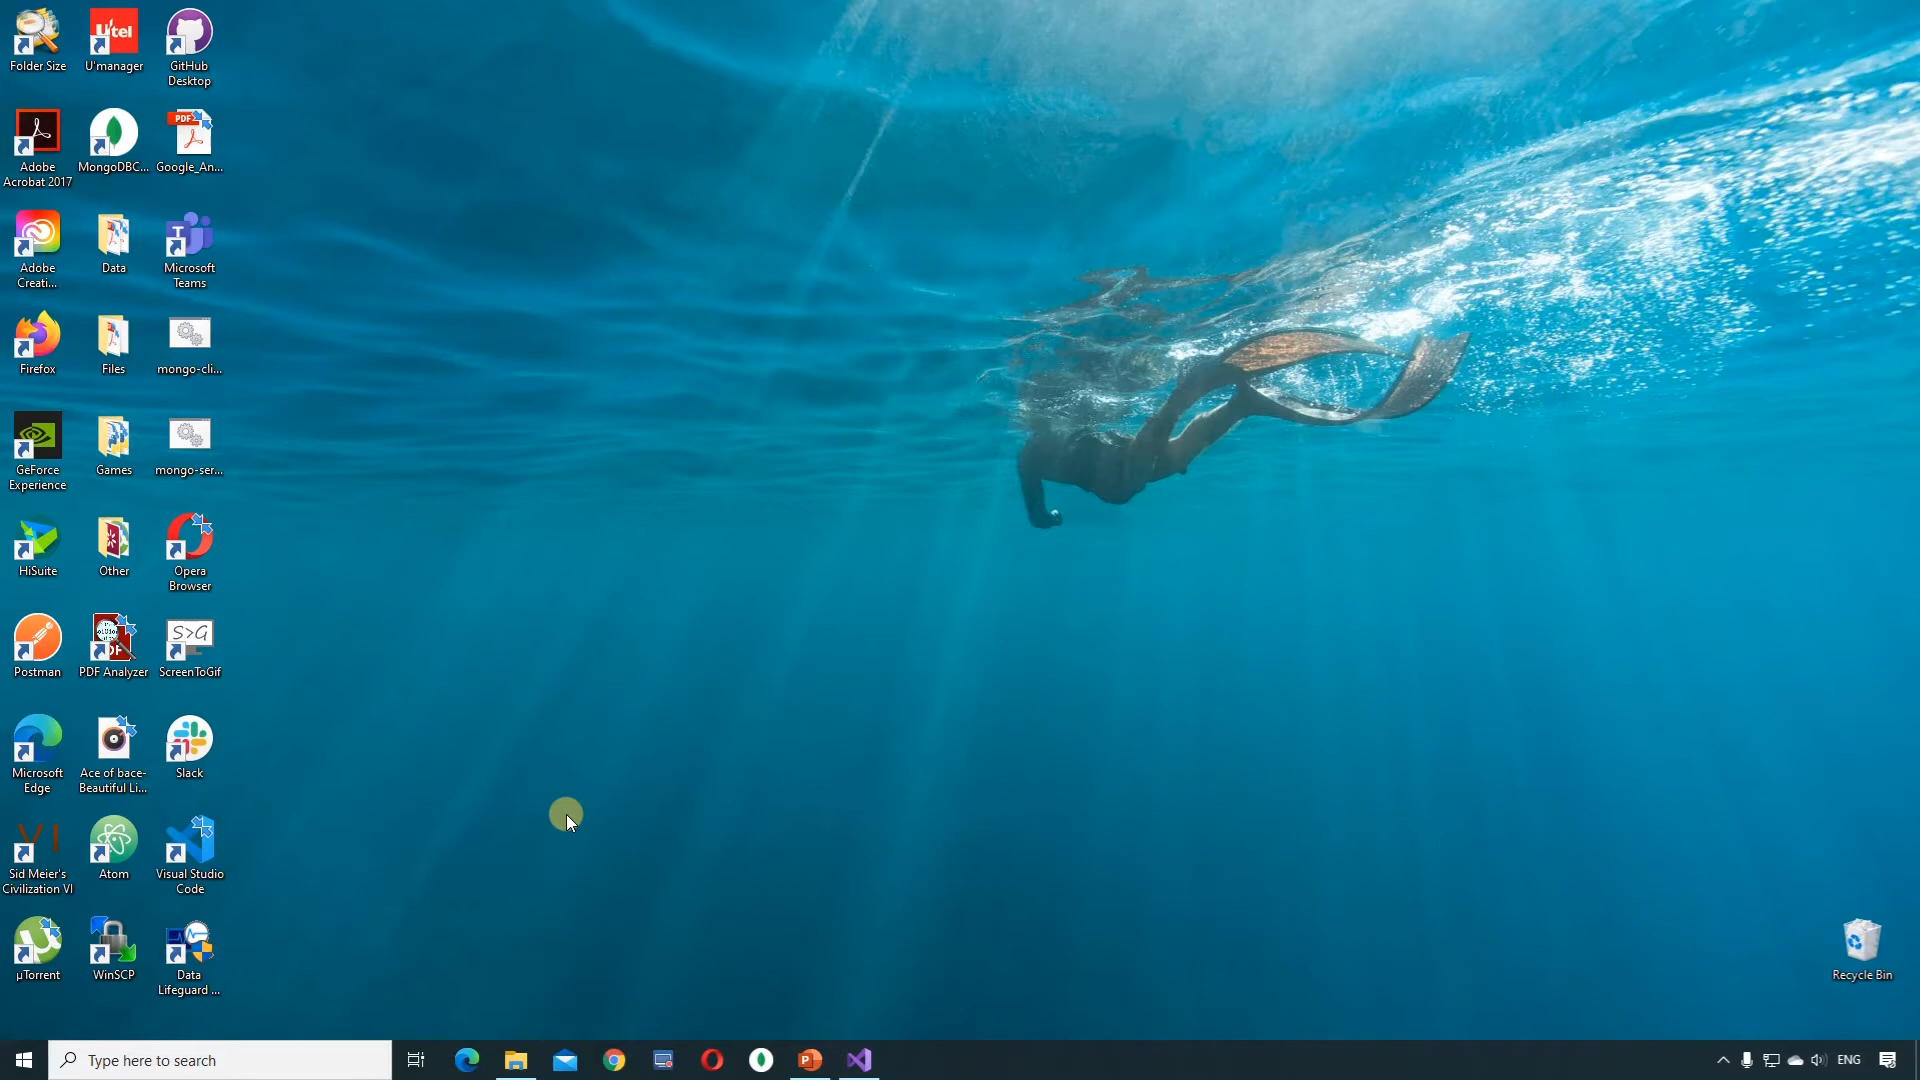 Folder Size
U'manager
GitHub
Desktop
Utel
Adobe
Acrobat 2017
MongoDBC...
PDF
Google_An...
Adobe
Creati...
Data
T
Microsoft
Teams
Firefox
Files
mongo-cli...
GeForce
Experience
Games
mongo-ser...
HiSuite
Other
Opera
Browser
Postman
PDF Analyzer
S>G
ScreenToGif
Microsoft
Edge
Ace of bace-
Beautiful Li...
Slack
VI
Sid Meier's
Civilization VI
Atom
Visual Studio
Code
µTorrent
WinSCP
Data
Lifeguard ...
Recycle Bin
Type here to search
P
ENG